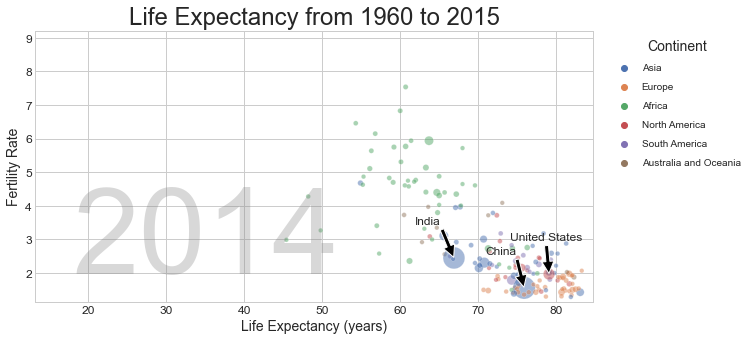 Life Expectancy from 1960 to 2015
Continent
Asia
Europe
Africa
North America
South America
Australia and Oceania
Fertility Rate
9
8
7
6
5
4
3
2
2014
India
China
United States
20
30
40
50
60
70
80
Life Expectancy (years)